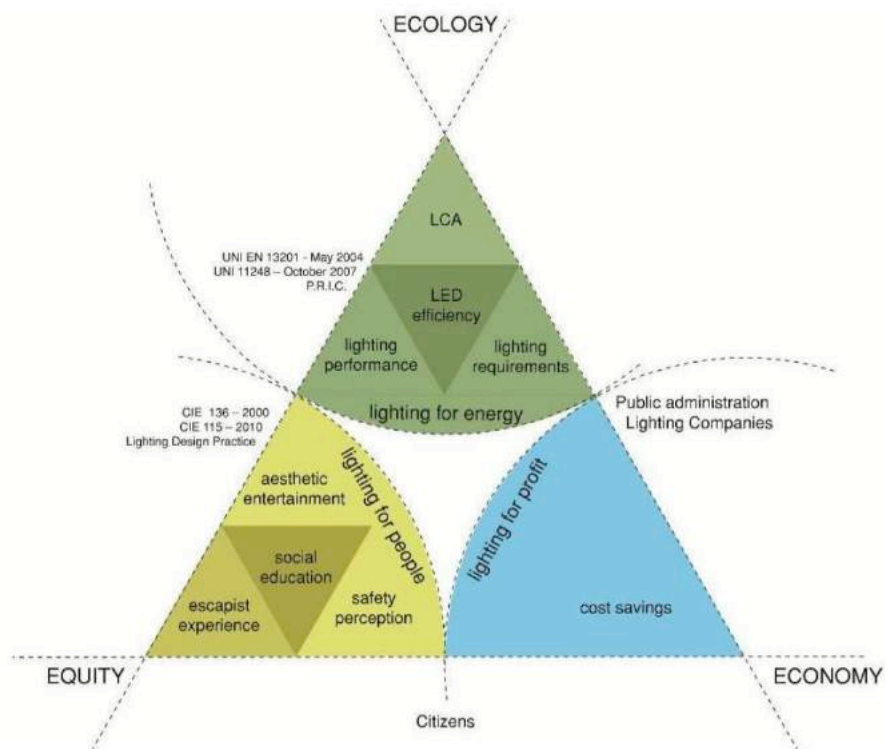 ECOLOGY
LCA
UNI EN 13201 - May 2004
UNI 11248 – October 2007
P.R.I.C.
LED
efficiency
lighting
performance
lighting
requirements
lighting for energy
CIE 136 – 2000
CIE 115 – 2010
Lighting Design Practice
Public administration
Lighting Companies
aesthetic
entertainment
lighting for people
lighting for profit
social
education
escapist
experience
safety
perception
cost savings
EQUITY
ECONOMY
Citizens